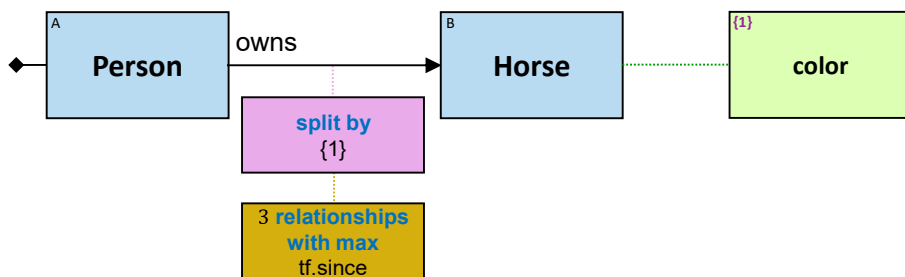 A
Person
owns
B
Horse
{1}
color
split by
{1}
3 relationships
with max
tf.since